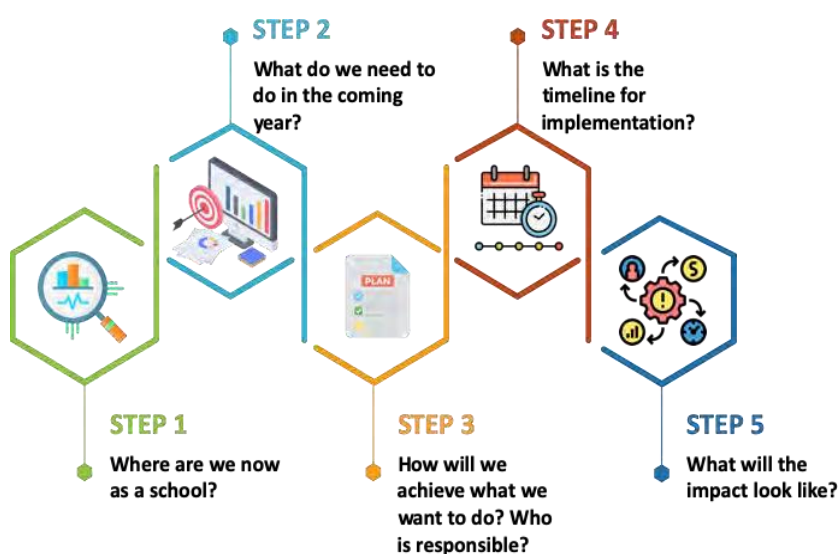 STEP 1
Where are we now
as a school?
STEP 2
What do we need to
do in the coming
year?
PLAN
STEP 3
How will we
achieve what we
want to do? Who
is responsible?
STEP 4
What is the
timeline for
implementation?
$
!
STEP 5
What will the
impact look like?